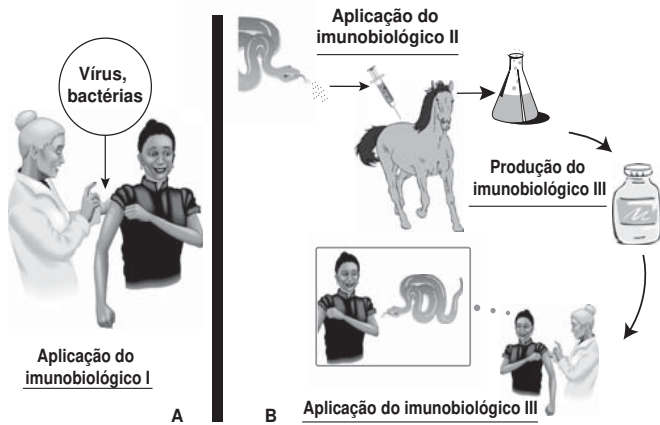 Vírus,
bactérias
Aplicação do
imunobiológico I
A
Aplicação do
imunobiológico II
Produção do
imunobiológico III
B
Aplicação do imunobiológico III